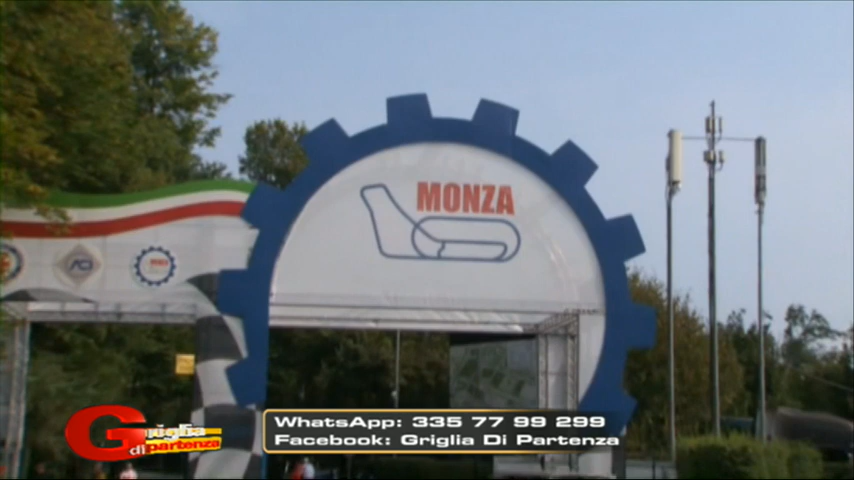 MONZA
WhatsApp: 335 77 99 299
Facebook: Griglia Di Partenza
Griglia
di partenza